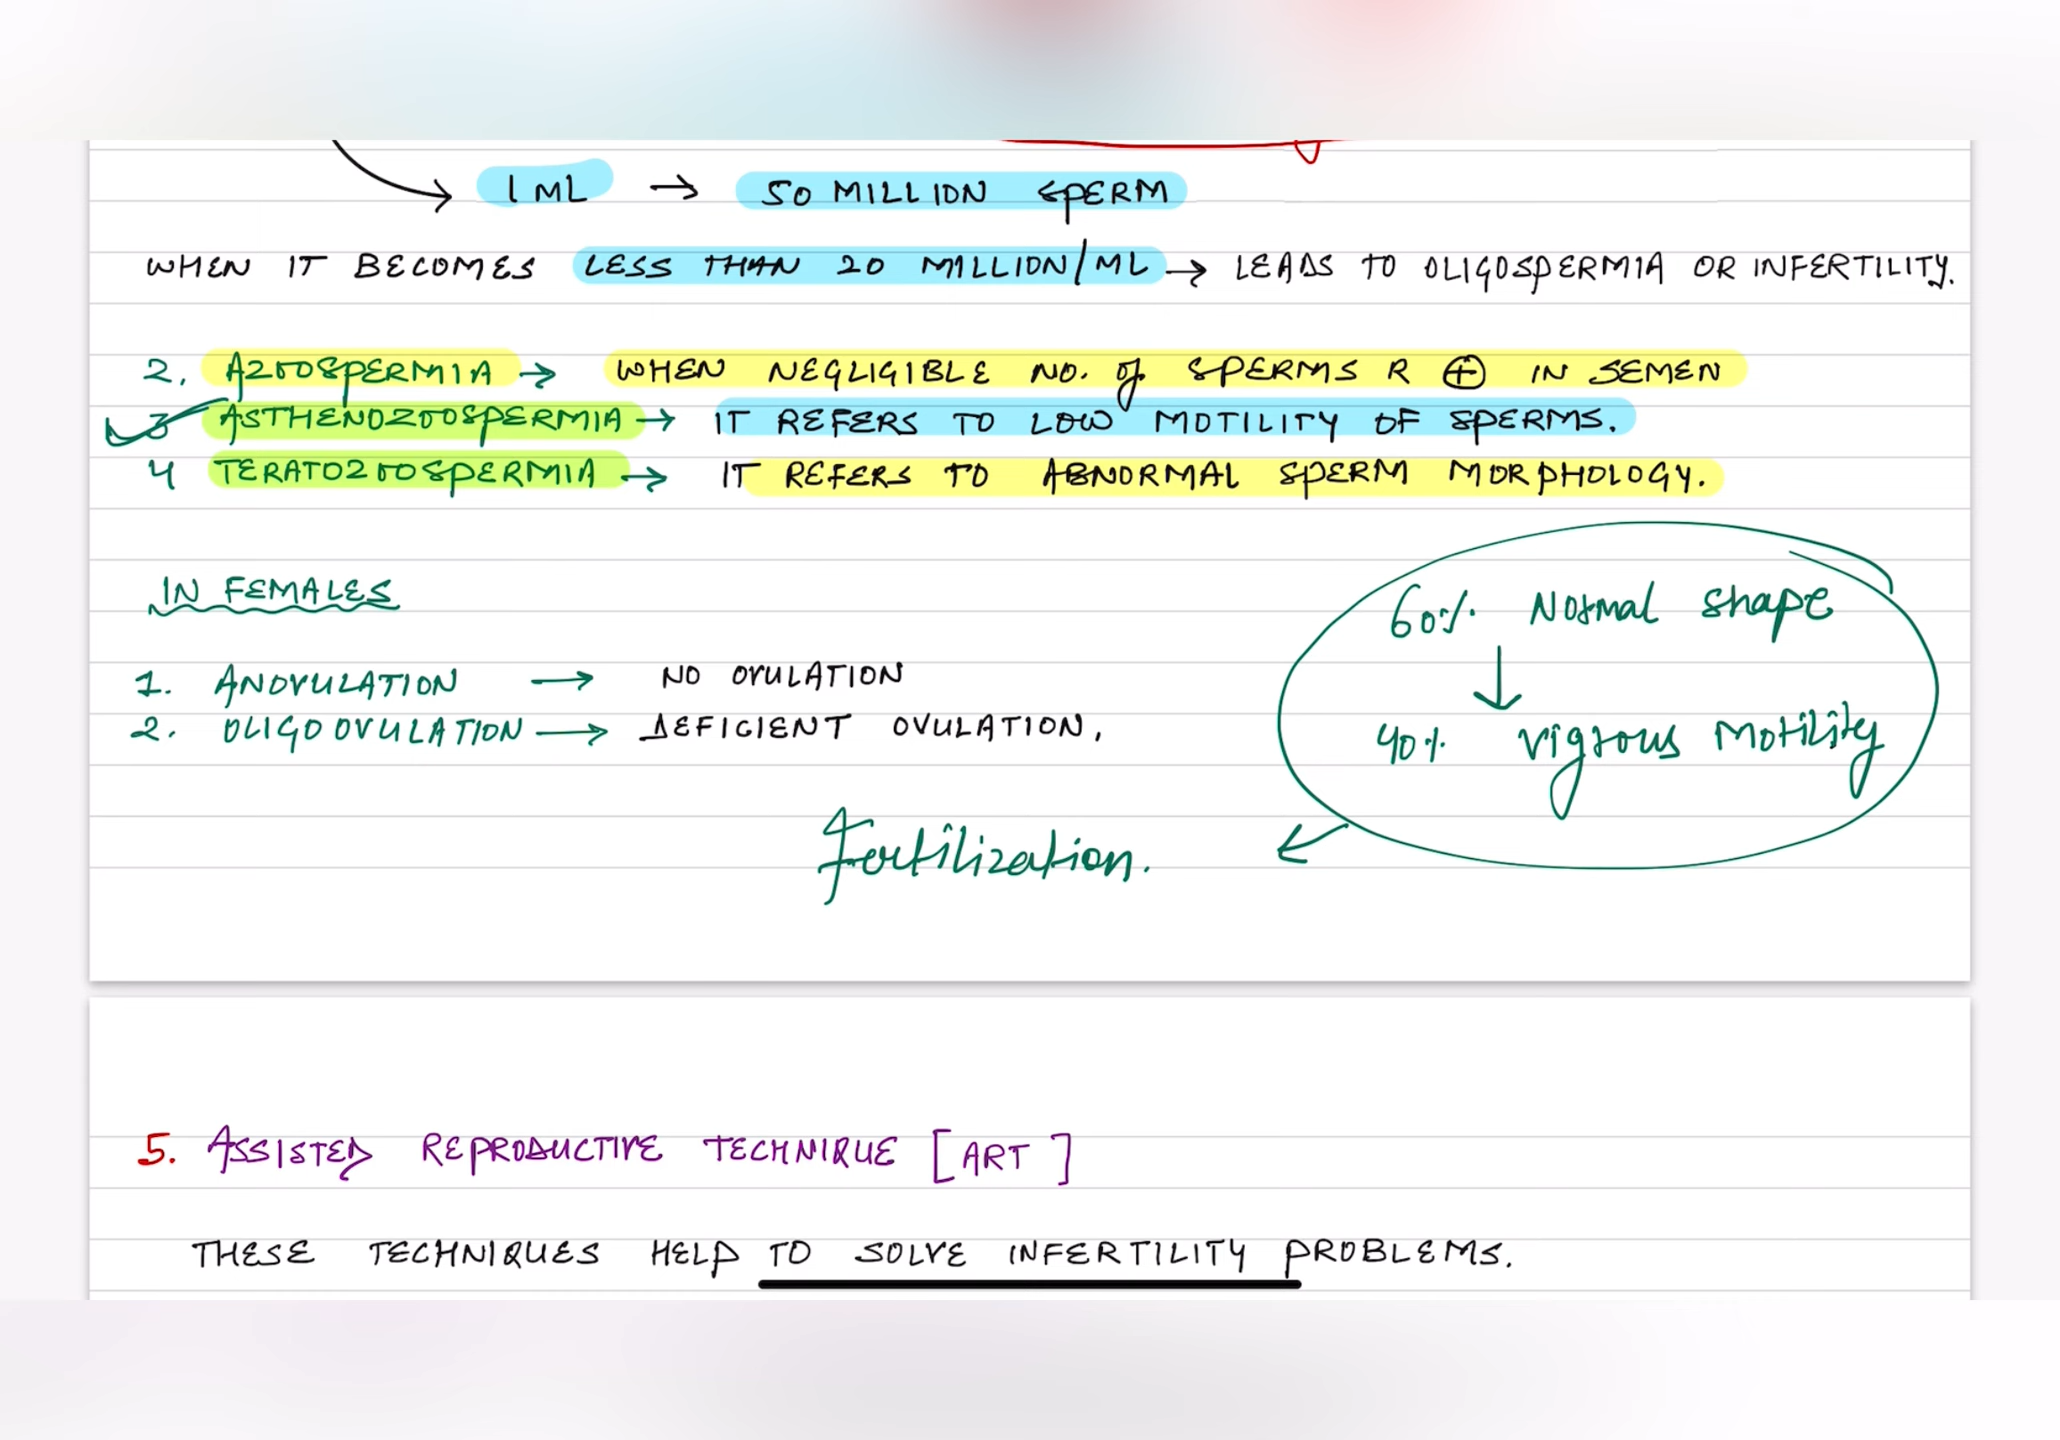 1 ML → 50 MILLION SPERM
WHEN IT BECOMES LESS THAN 20 MILLION/ML → LEADS TO OLIGOSPERMIA OR INFERTILITY.
2. AZOOSPERMIA → WHEN NEGLIGIBLE NO. of SPERMS R ⊕ IN SEMEN
3 ASTHENOZOOSPERMIA → IT REFERS TO LOW MOTILITY OF SPERMS.
4 TERATOZOOSPERMIA → IT REFERS TO ABNORMAL SPERM MORPHOLOGY.
IN FEMALES
60% Normal shape
↓
1. ANOVULATION → NO OVULATION
2. OLIGOOVULATION → DEFICIENT OVULATION.
40% vigrous Motility
Fertilization. ←
5. ASSISTED REPRODUCTIVE TECHNIQUE [ART]
THESE TECHNIQUES HELP TO SOLVE INFERTILITY PROBLEMS.